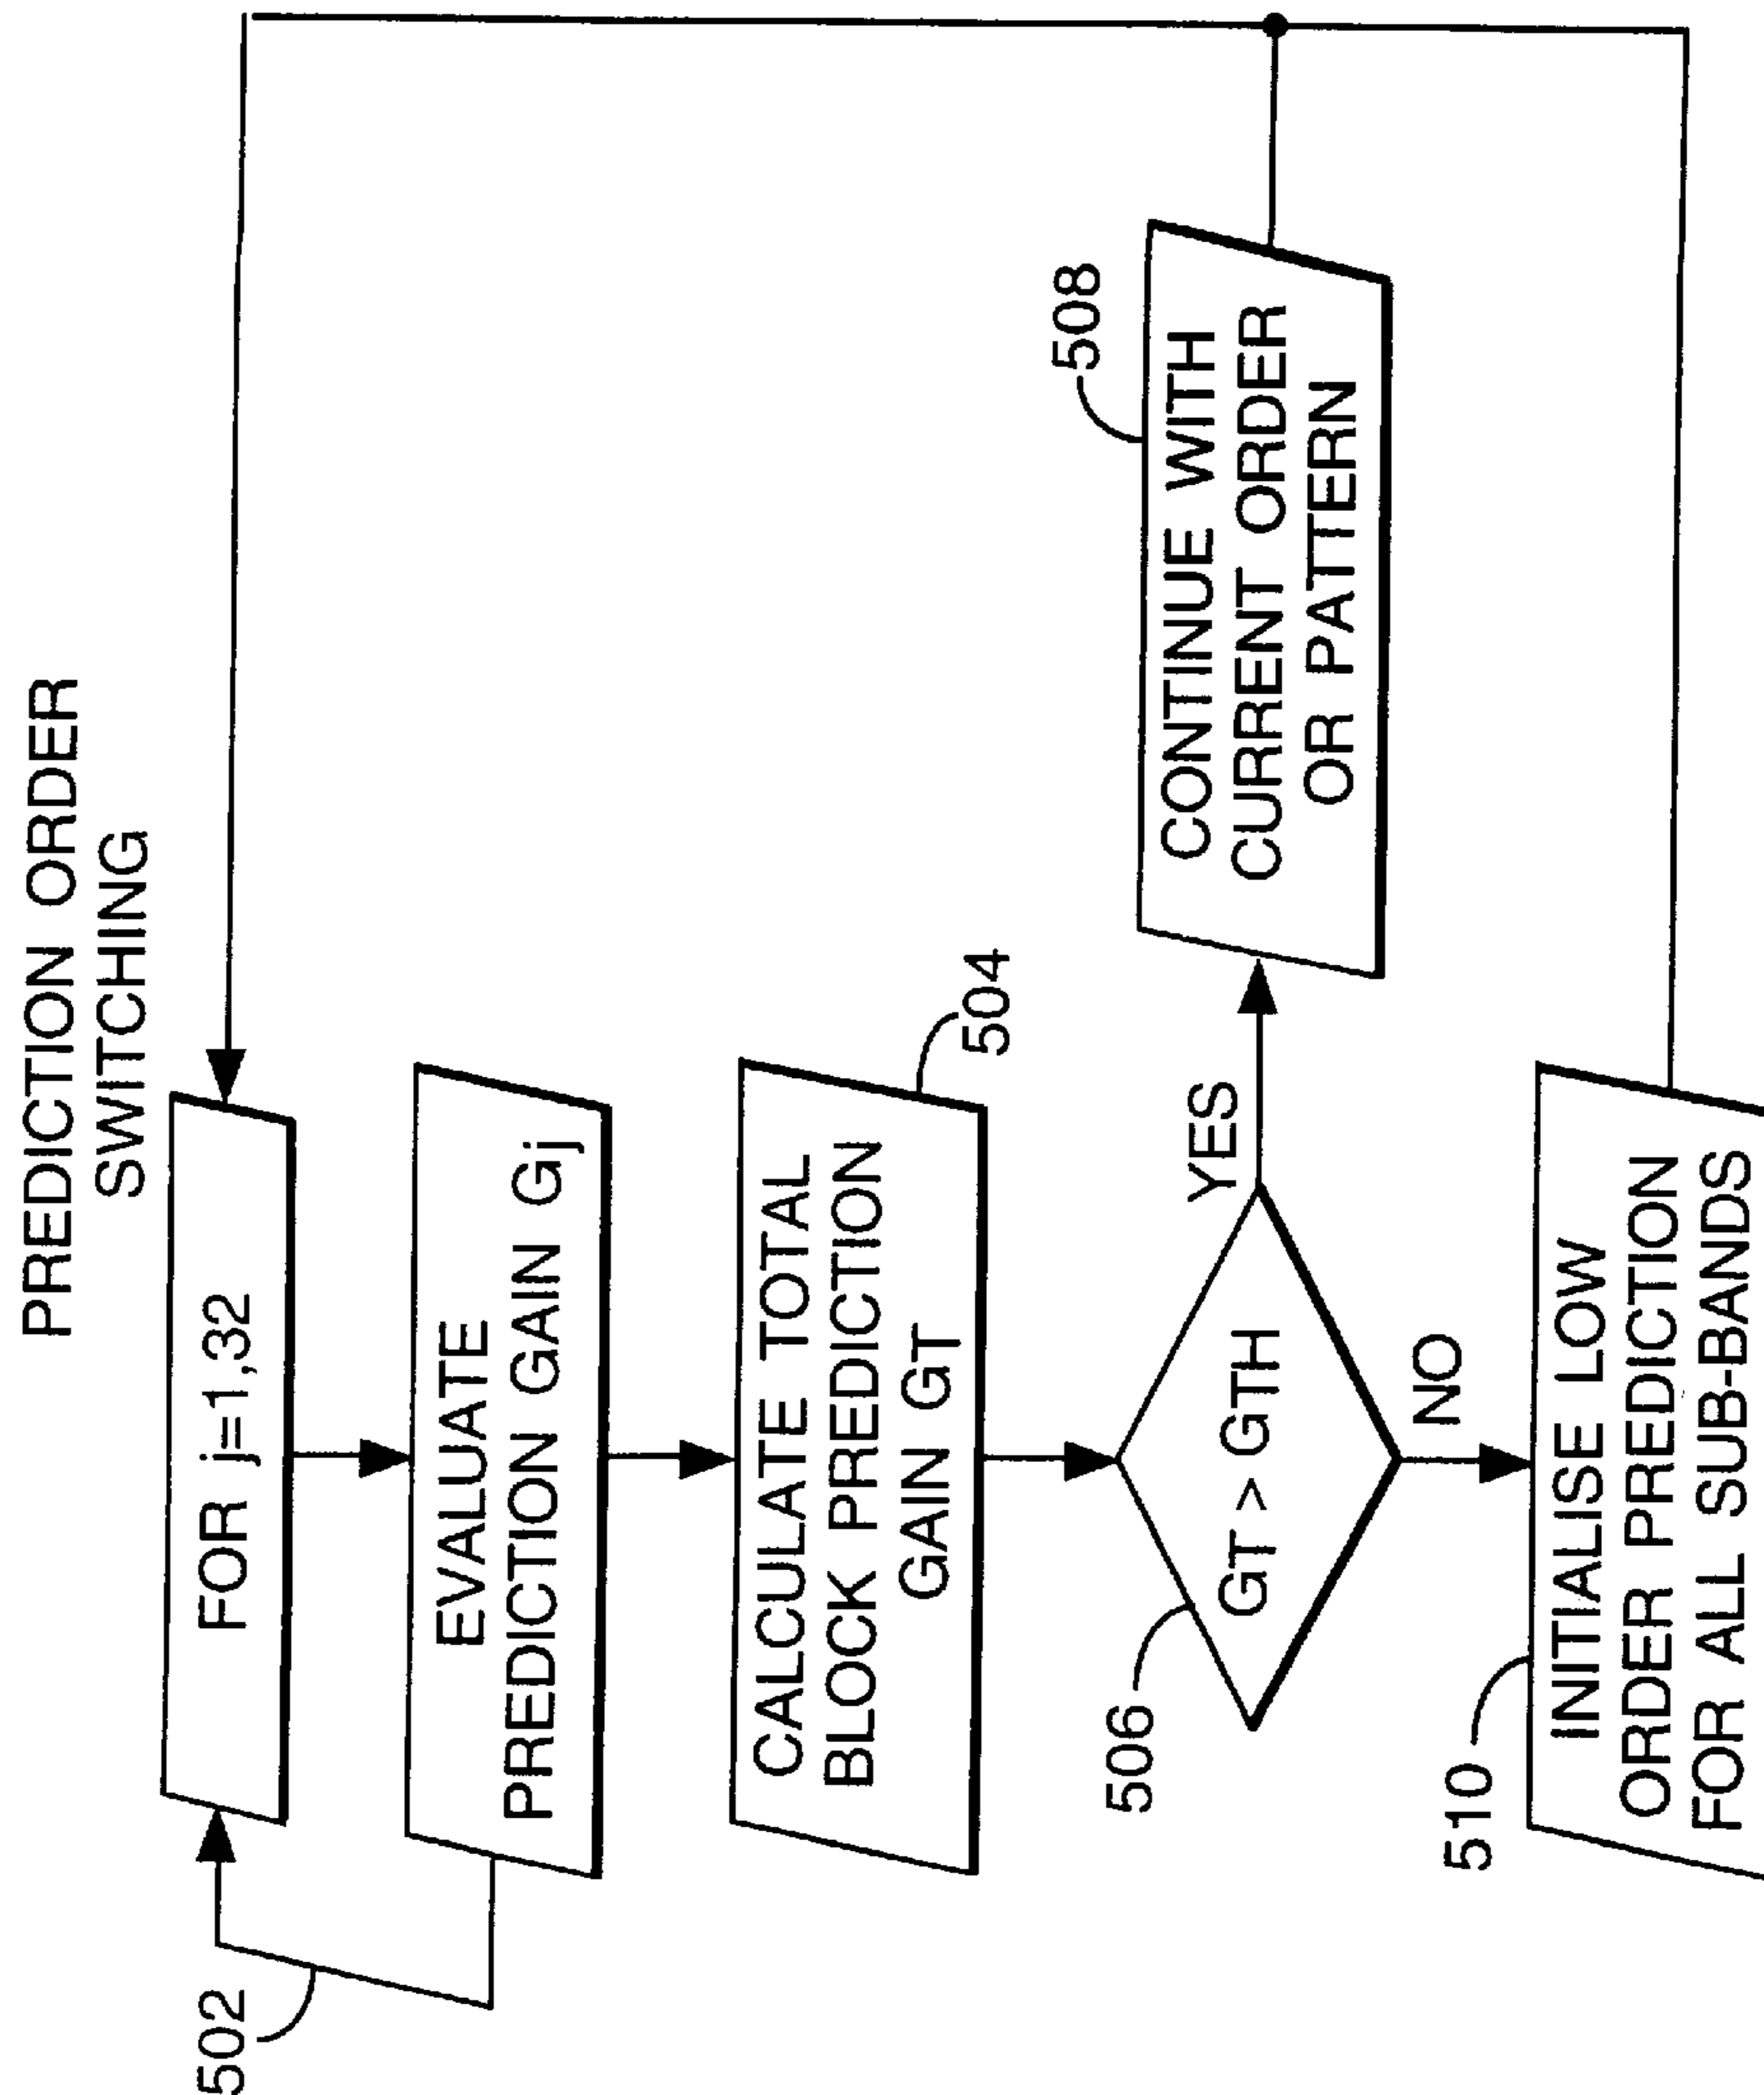 PREDICTION ORDER
SWITCHING
FOR j=1,32
502
EVALUATE
PREDICTION GAIN Gj
CALCULATE TOTAL
BLOCK PREDICTION
GAIN GT
504
506
GT > GTH
YES
CONTINUE WITH
CURRENT ORDER
OR PATTERN
508
NO
510
INITIALISE LOW
ORDER PREDICTION
FOR ALL SUB-BANDS